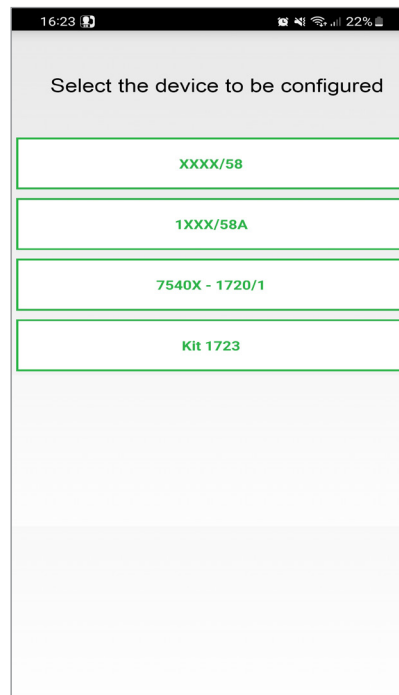 16:23 22%
Select the device to be configured
XXXX/58
1XXX/58A
7540X - 1720/1
Kit 1723